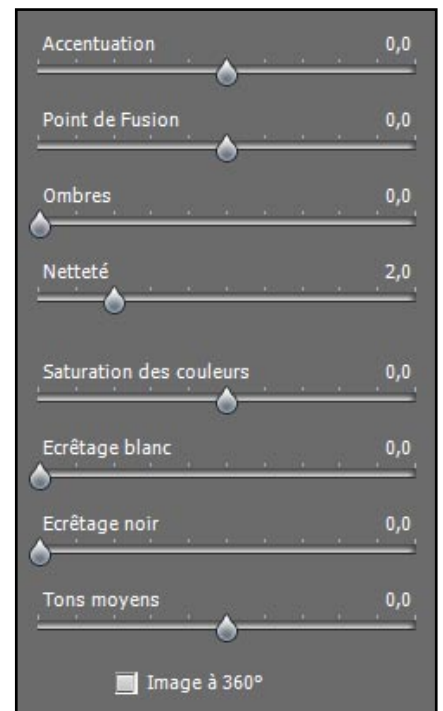 Accentuation 0,0
Point de Fusion 0,0
Ombres 0,0
Netteté 2,0
Saturation des couleurs 0,0
Ecrêtage blanc 0,0
Ecrêtage noir 0,0
Tons moyens 0,0
Image à 360°